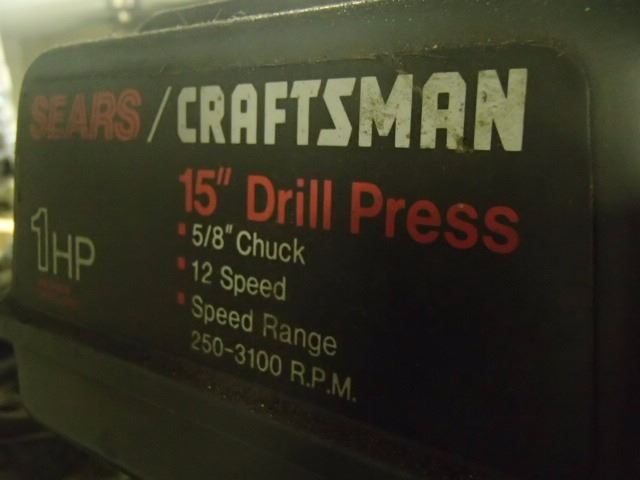 SEARS / CRAFTSMAN
15" Drill Press
1HP
5/8" Chuck
12 Speed
Speed Range
250-3100 R.P.M.